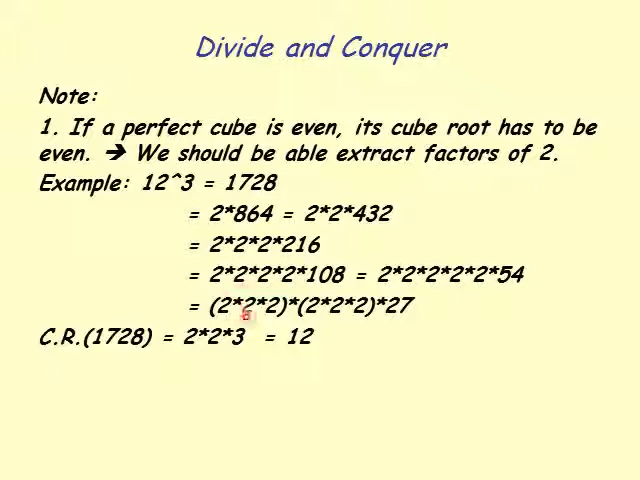 Divide and Conquer
Note:
1. If a perfect cube is even, its cube root has to be
even. ➔ We should be able extract factors of 2.
Example: 12^3 = 1728
= 2*864 = 2*2*432
= 2*2*2*216
= 2*2*2*2*108 = 2*2*2*2*2*54
= (2*2*2)*(2*2*2)*27
C.R.(1728) = 2*2*3 = 12